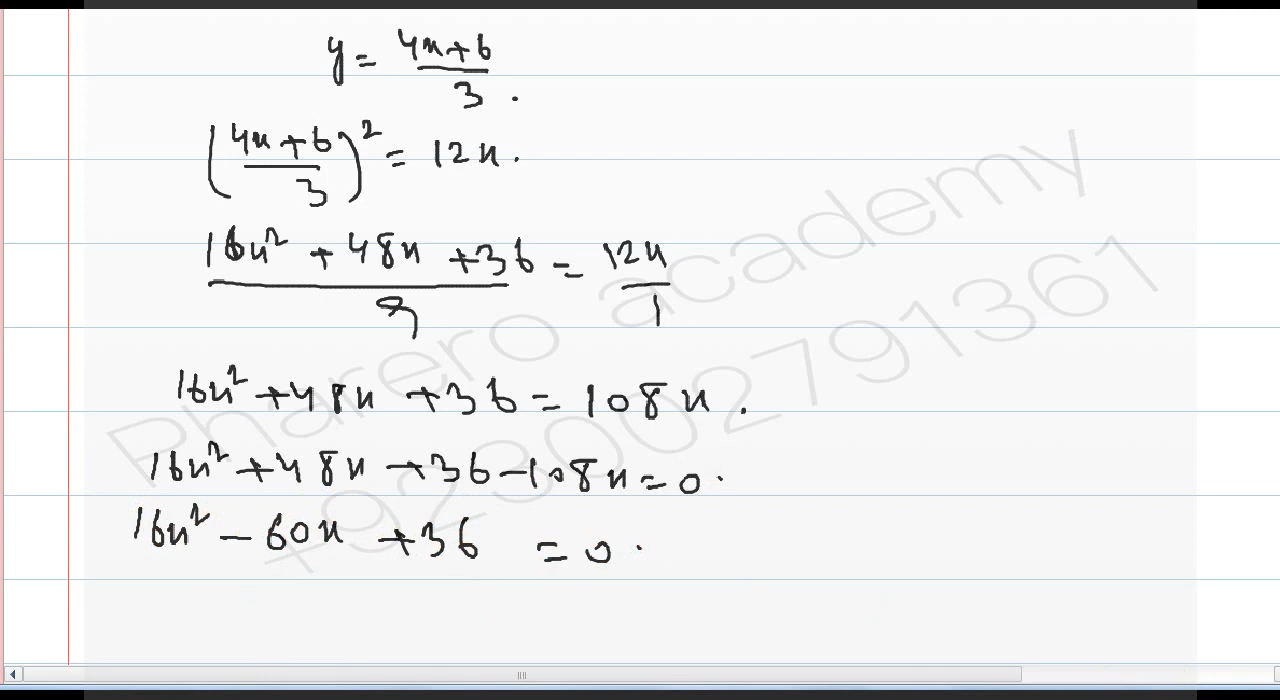 y = 4x+6/3.
(4x+6/3)² = 12x.
16x² + 48x + 36/9 = 12x/1
16x² + 48x + 36 = 108x.
16x² + 48x + 36 - 108x = 0.
16x² - 60x + 36 = 0.
Pharero academy
+923002791361